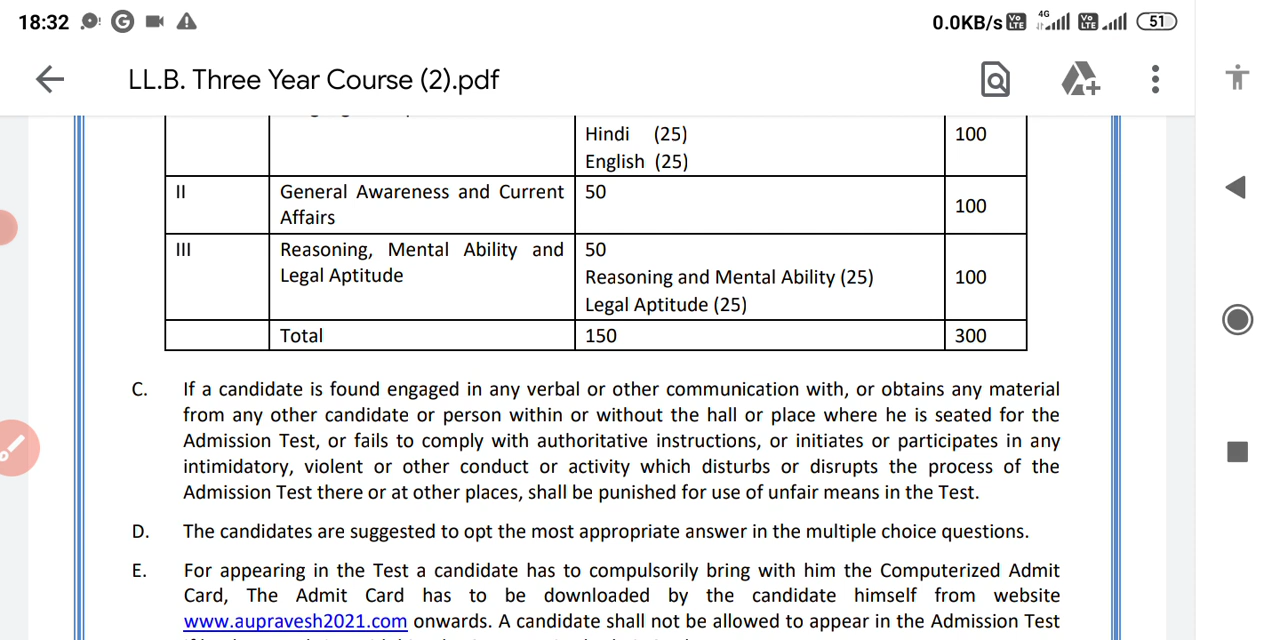 18:32 0.0KB/s Vo LTE 4G Vo LTE 51
LL.B. Three Year Course (2).pdf
Hindi (25) 100
English (25)
II General Awareness and Current 50
Affairs 100
III Reasoning, Mental Ability and 50
Legal Aptitude Reasoning and Mental Ability (25) 100
Legal Aptitude (25)
Total 150 300
C. If a candidate is found engaged in any verbal or other communication with, or obtains any material
from any other candidate or person within or without the hall or place where he is seated for the
Admission Test, or fails to comply with authoritative instructions, or initiates or participates in any
intimidatory, violent or other conduct or activity which disturbs or disrupts the process of the
Admission Test there or at other places, shall be punished for use of unfair means in the Test.
D. The candidates are suggested to opt the most appropriate answer in the multiple choice questions.
E. For appearing in the Test a candidate has to compulsorily bring with him the Computerized Admit
Card, The Admit Card has to be downloaded by the candidate himself from website
www.aupravesh2021.com onwards. A candidate shall not be allowed to appear in the Admission Test